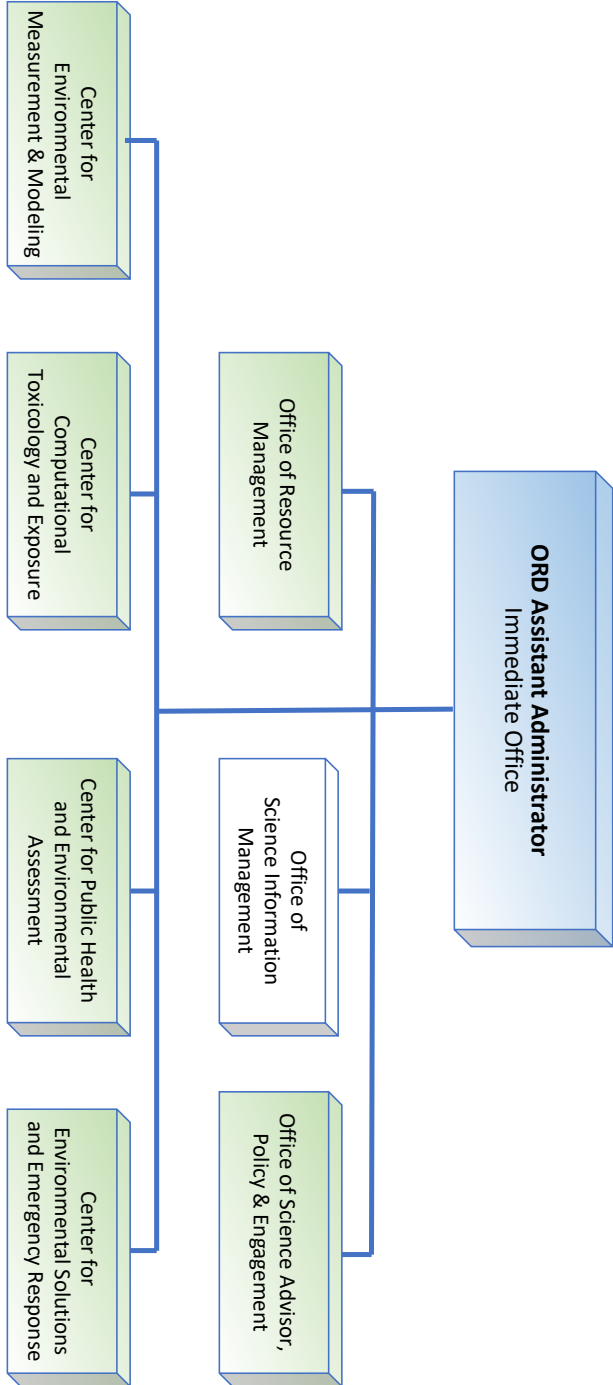 ORD Assistant Administrator
Immediate Office
Office of Resource
Management
Office of
Science Information
Management
Office of Science Advisor,
Policy & Engagement
Center for
Environmental
Measurement & Modeling
Center for
Computational
Toxicology and Exposure
Center for Public Health
and Environmental
Assessment
Center for
Environmental Solutions
and Emergency Response